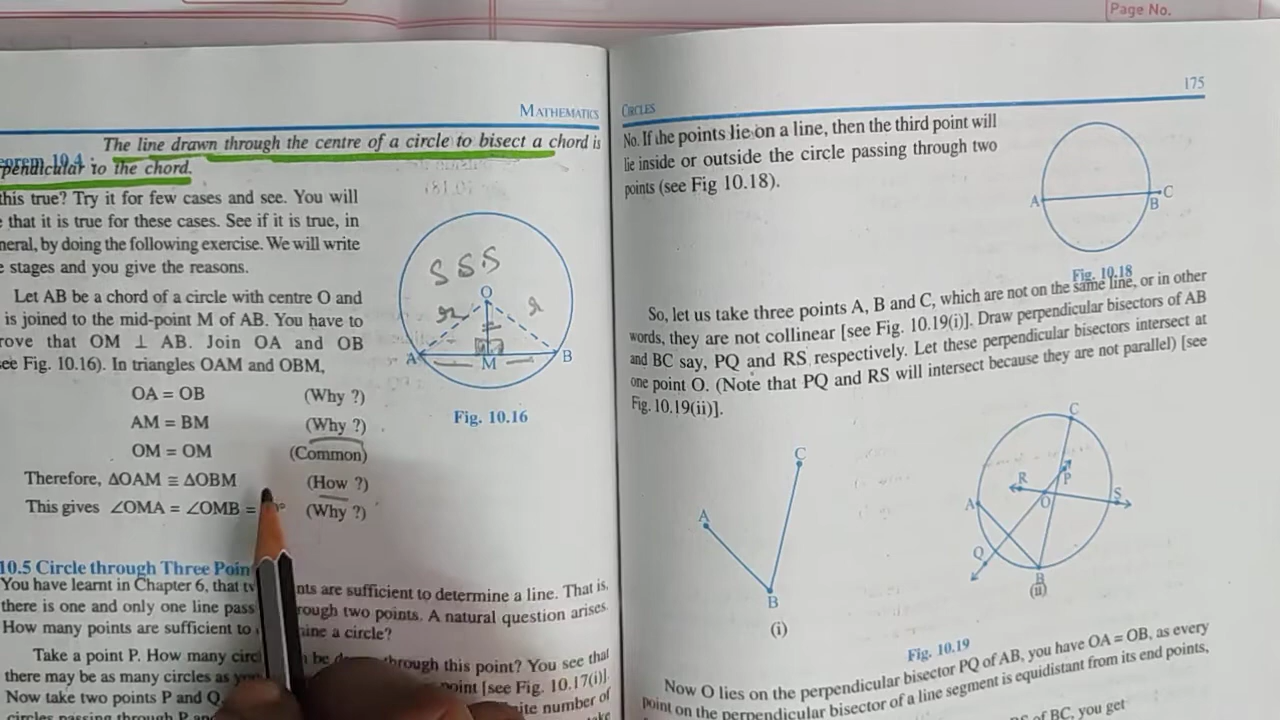 Page No.
MATHEMATICS
eorem 10.4 : The line drawn through the centre of a circle to bisect a chord is
rpendicular to the chord.
this true? Try it for few cases and see. You will
that it is true for these cases. See if it is true, in
neral, by doing the following exercise. We will write
stages and you give the reasons.
Let AB be a chord of a circle with centre O and
is joined to the mid-point M of AB. You have to
rove that OM ⊥ AB. Join OA and OB
ee Fig. 10.16). In triangles OAM and OBM,
OA = OB (Why ?)
AM = BM (Why ?)
OM = OM (Common)
Therefore, ΔOAM ≅ ΔOBM (How ?)
This gives ∠OMA = ∠OMB = 0° (Why ?)
SSS
O
r r
A M B
Fig. 10.16
10.5 Circle through Three Poin
You have learnt in Chapter 6, that tw nts are sufficient to determine a line. That is,
there is one and only one line pass rough two points. A natural question arises.
How many points are sufficient to ine a circle?
Take a point P. How many circ be through this point? You see that
there may be as many circles as you point [see Fig. 10.17(i)].
Now take two points P and Q ite number of
circles passing through P and take
CIRCLES 175
No. If the points lie on a line, then the third point will
lie inside or outside the circle passing through two
points (see Fig 10.18).
A B C
Fig. 10.18
So, let us take three points A, B and C, which are not on the same line, or in other
words, they are not collinear [see Fig. 10.19(i)]. Draw perpendicular bisectors of AB
and BC say, PQ and RS respectively. Let these perpendicular bisectors intersect at
one point O. (Note that PQ and RS will intersect because they are not parallel) [see
Fig. 10.19(ii)].
A
B
C
(i)
C
R
P
A
O
S
Q
B
(ii)
Fig. 10.19
Now O lies on the perpendicular bisector PQ of AB, you have OA = OB, as every
point on the perpendicular bisector of a line segment is equidistant from its end points,
of BC, you get